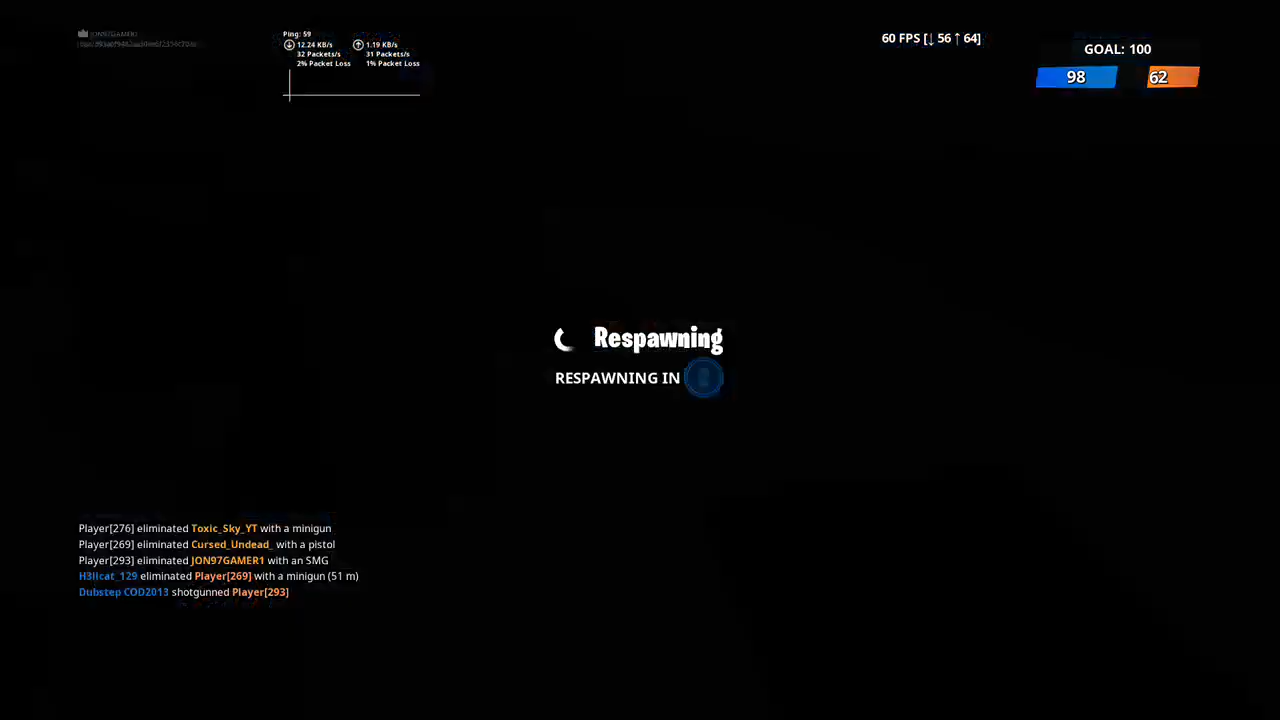 JON97GAMER1
Ping: 59
12.24 KB/s
1.19 KB/s
32 Packets/s
31 Packets/s
2% Packet Loss
1% Packet Loss
60 FPS [↓ 56 ↑ 64]
GOAL: 100
98
62
Respawning
RESPAWNING IN
Player[276] eliminated Toxic_Sky_YT with a minigun
Player[269] eliminated Cursed_Undead_ with a pistol
Player[293] eliminated JON97GAMER1 with an SMG
H3llcat_129 eliminated Player[269] with a minigun (51 m)
Dubstep COD2013 shotgunned Player[293]